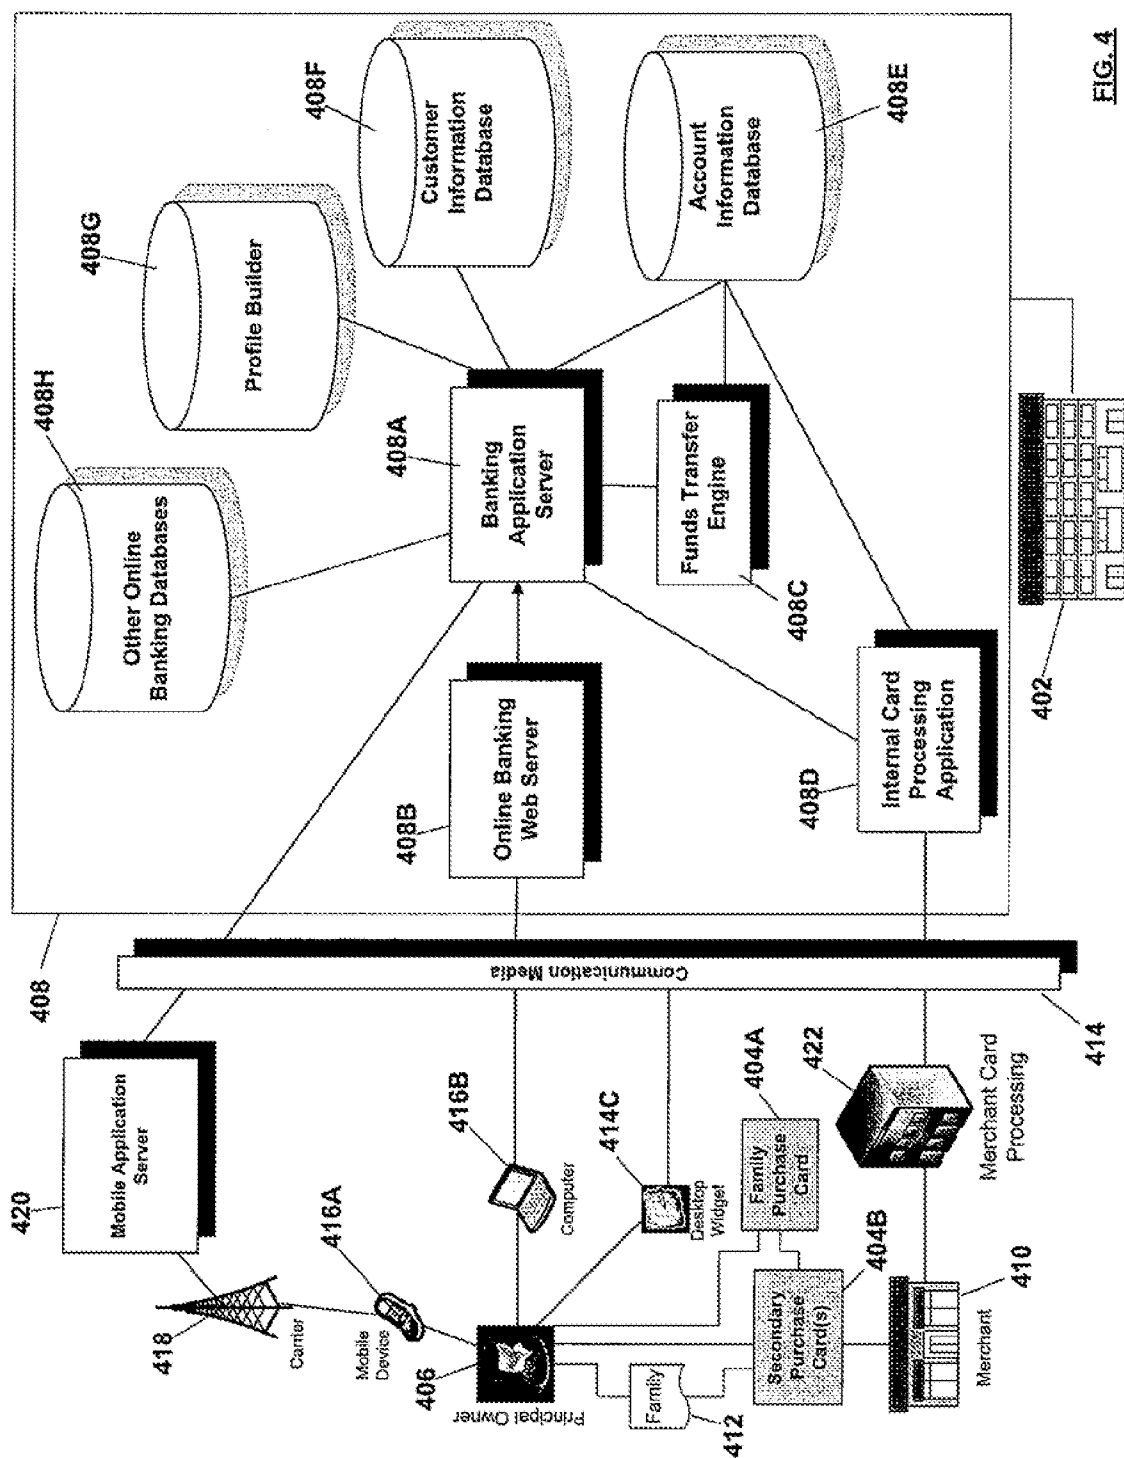 408
420
Mobile Application
Server
418
Carrier
416A
Mobile
Device
406
Principal Owner
416B
Computer
414C
Desktop
Widget
Family
412
404A
Family
Purchase
Card
Secondary
Purchase
Card(s)
404B
422
Merchant Card
Processing
Merchant
410
Communication Media
414
408H
Other Online
Banking Databases
408G
Profile Builder
408F
Customer
Information
Database
408A
Banking
Application
Server
408B
Online Banking
Web Server
Funds Transfer
Engine
408C
Account
Information
Database
408E
408D
Internal Card
Processing
Application
402
FIG. 4